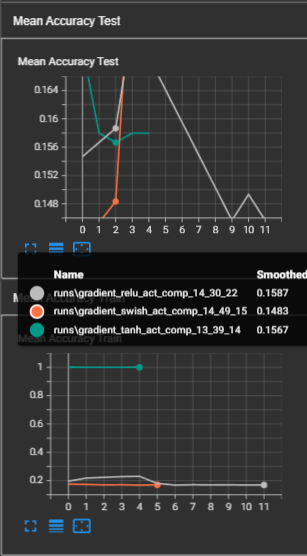 Mean Accuracy Test
Mean Accuracy Test
0.164
0.16
0.156
0.152
0.148
0 1 2 3 4 5 6 7 8 9 10 11
Name Smoothed
runs\gradient_relu_act_comp_14_30_22 0.1587
runs\gradient_swish_act_comp_14_49_15 0.1483
runs\gradient_tanh_act_comp_13_39_14 0.1567
Mean Accuracy Train
Mean Accuracy Train
1
0.8
0.6
0.4
0.2
0 1 2 3 4 5 6 7 8 9 10 11